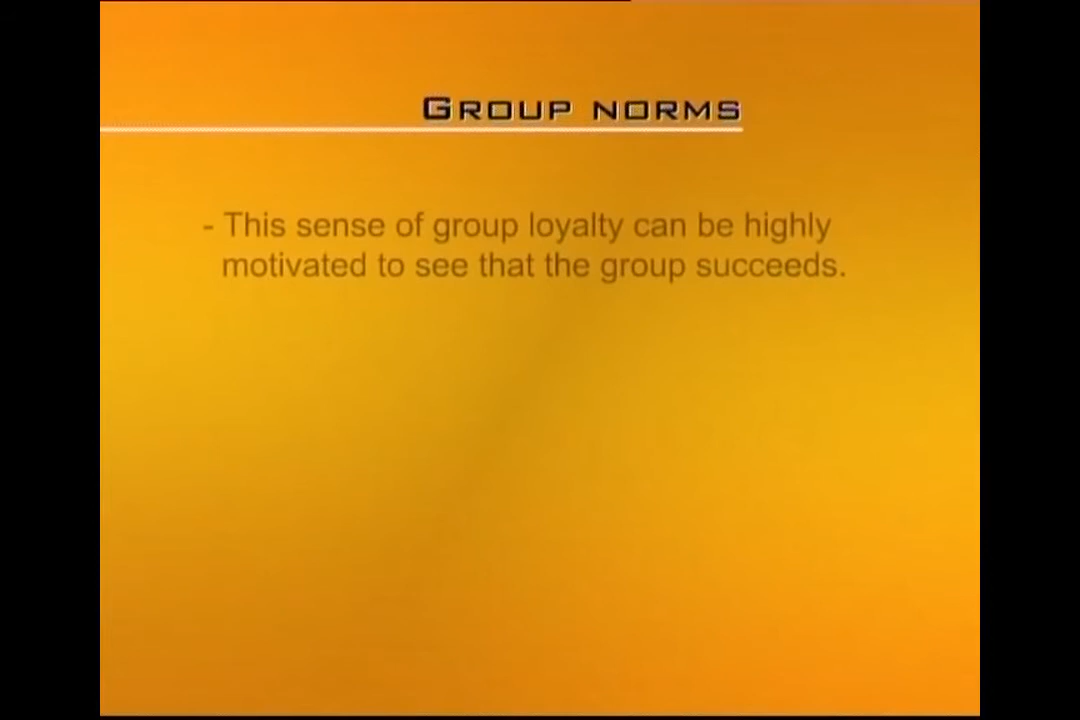 GROUP NORMS
- This sense of group loyalty can be highly
motivated to see that the group succeeds.